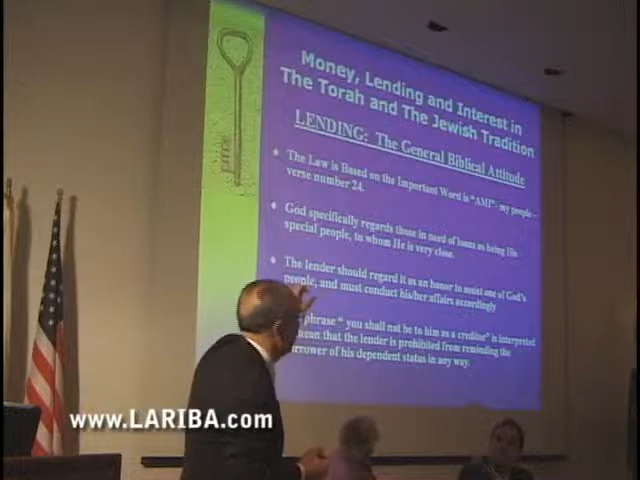 Money, Lending and Interest in
The Torah and The Jewish Tradition
LENDING: The General Biblical Attitude
The Law is Based on the Important Word is "AMI"- my people –
verse number 24.
God specifically regards those in need of loans as being His
special people, to whom He is very close.
The lender should regard it as an honor to assist one of God's
people, and must conduct his/her affairs accordingly
phrase " you shall not be to him as a creditor" is interpreted
mean that the lender is prohibited from reminding the
of his dependent status in any way.
www.LARIBA.com